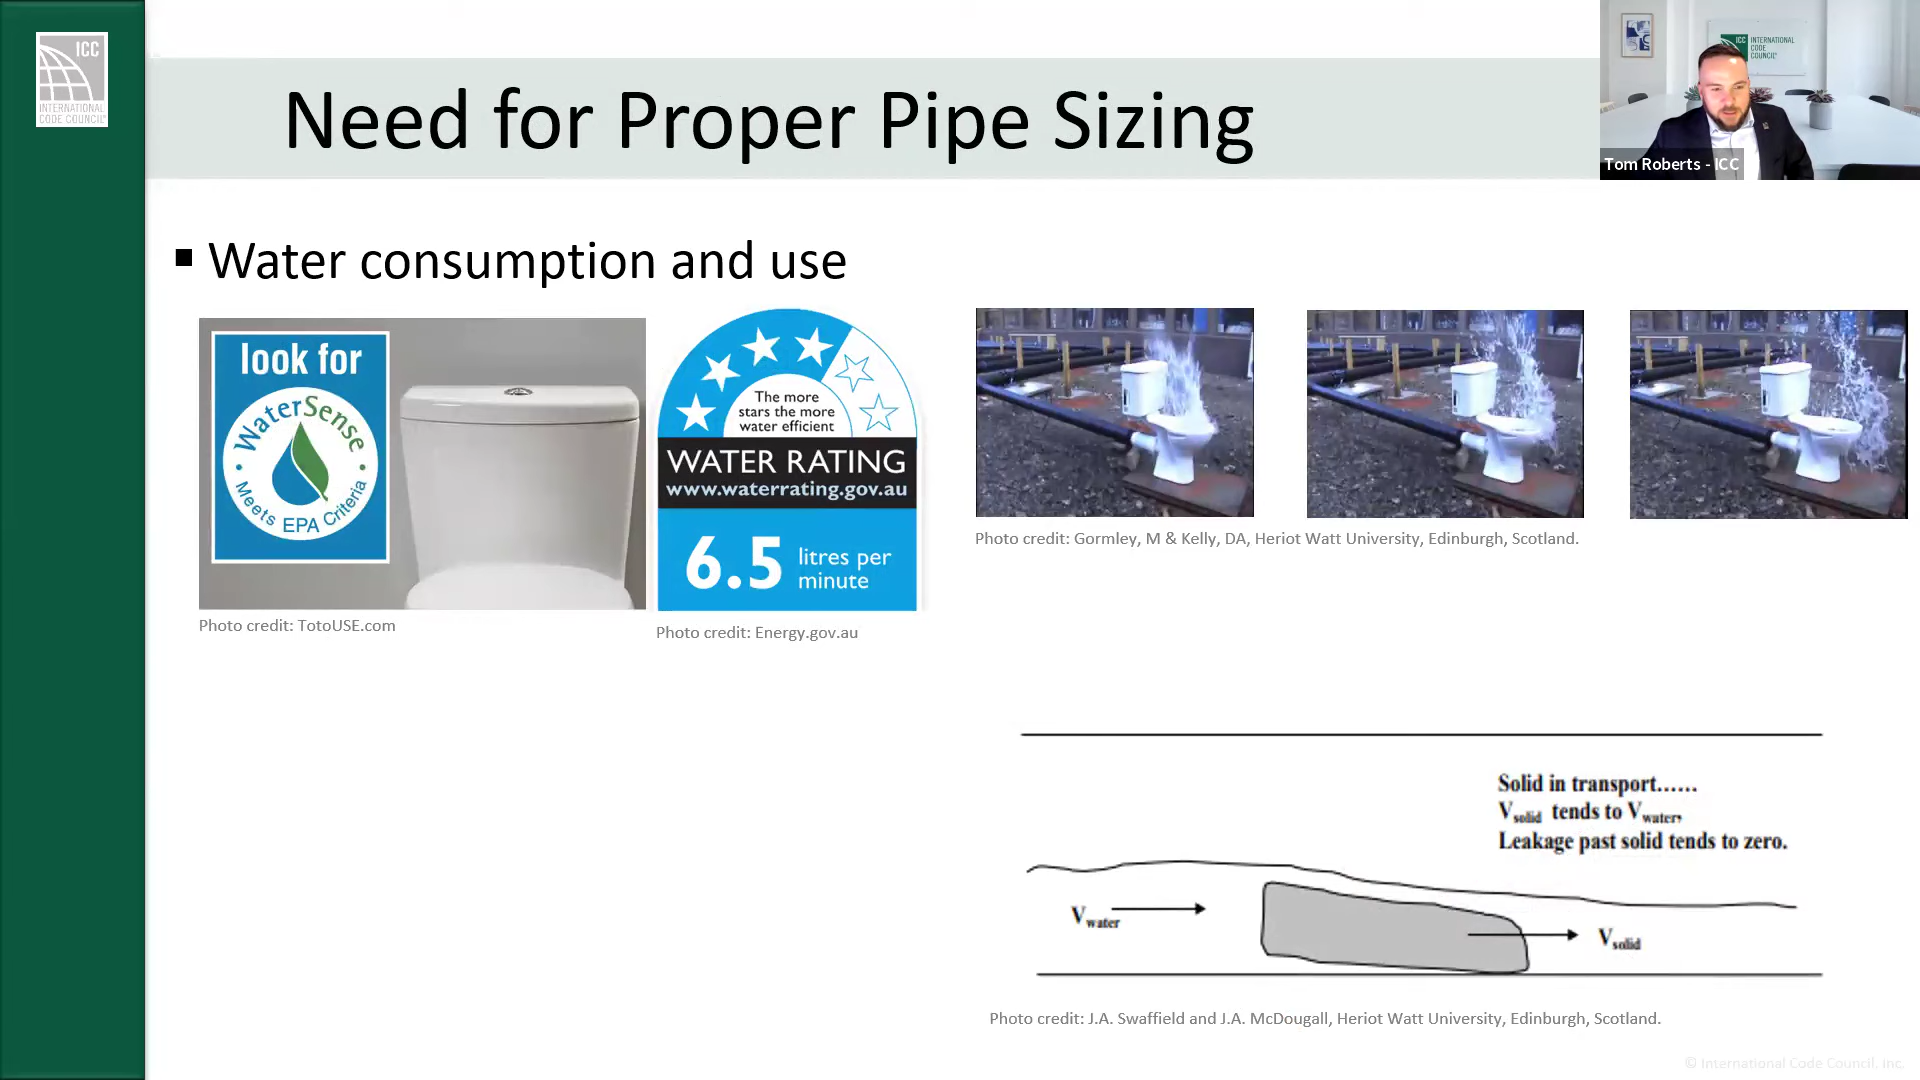 ICC
INTERNATIONAL
CODE COUNCIL
Need for Proper Pipe Sizing
ICC INTERNATIONAL
CODE
COUNCIL
Tom Roberts - ICC
Water consumption and use
look for
WaterSense
Meets EPA Criteria
The more
stars the more
water efficient
WATER RATING
www.waterrating.gov.au
6.5 litres per
minute
Photo credit: TotoUSE.com
Photo credit: Energy.gov.au
Photo credit: Gormley, M & Kelly, DA, Heriot Watt University, Edinburgh, Scotland.
Solid in transport......
Vsolid tends to Vwater,
Leakage past solid tends to zero.
Vwater
Vsolid
Photo credit: J.A. Swaffield and J.A. McDougall, Heriot Watt University, Edinburgh, Scotland.
© International Code Council, Inc.